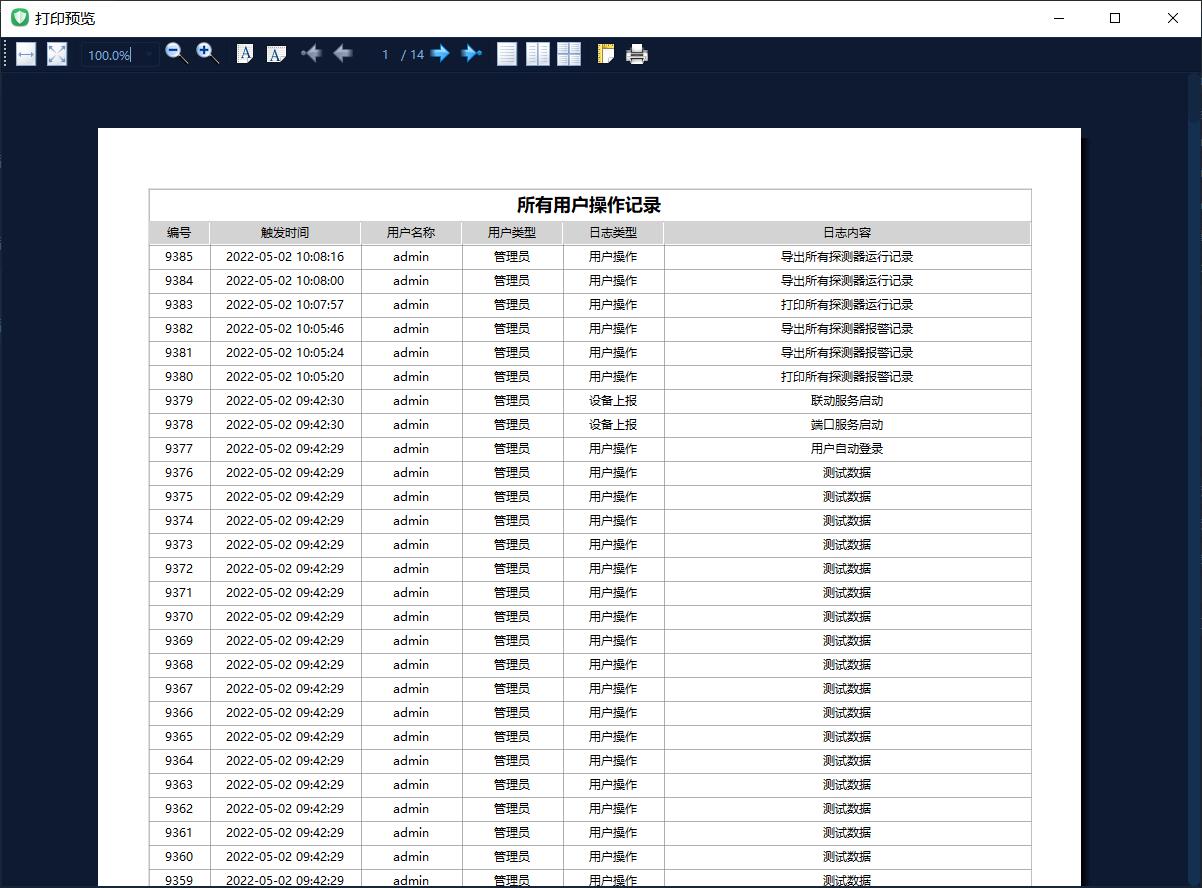 打印预览
100.0% 1 / 14
所有用户操作记录
编号 触发时间 用户名称 用户类型 日志类型 日志内容
9385 2022-05-02 10:08:16 admin 管理员 用户操作 导出所有探测器运行记录
9384 2022-05-02 10:08:00 admin 管理员 用户操作 导出所有探测器运行记录
9383 2022-05-02 10:07:57 admin 管理员 用户操作 打印所有探测器运行记录
9382 2022-05-02 10:05:46 admin 管理员 用户操作 导出所有探测器报警记录
9381 2022-05-02 10:05:24 admin 管理员 用户操作 导出所有探测器报警记录
9380 2022-05-02 10:05:20 admin 管理员 用户操作 打印所有探测器报警记录
9379 2022-05-02 09:42:30 admin 管理员 设备上报 联动服务启动
9378 2022-05-02 09:42:30 admin 管理员 设备上报 端口服务启动
9377 2022-05-02 09:42:29 admin 管理员 用户操作 用户自动登录
9376 2022-05-02 09:42:29 admin 管理员 用户操作 测试数据
9375 2022-05-02 09:42:29 admin 管理员 用户操作 测试数据
9374 2022-05-02 09:42:29 admin 管理员 用户操作 测试数据
9373 2022-05-02 09:42:29 admin 管理员 用户操作 测试数据
9372 2022-05-02 09:42:29 admin 管理员 用户操作 测试数据
9371 2022-05-02 09:42:29 admin 管理员 用户操作 测试数据
9370 2022-05-02 09:42:29 admin 管理员 用户操作 测试数据
9369 2022-05-02 09:42:29 admin 管理员 用户操作 测试数据
9368 2022-05-02 09:42:29 admin 管理员 用户操作 测试数据
9367 2022-05-02 09:42:29 admin 管理员 用户操作 测试数据
9366 2022-05-02 09:42:29 admin 管理员 用户操作 测试数据
9365 2022-05-02 09:42:29 admin 管理员 用户操作 测试数据
9364 2022-05-02 09:42:29 admin 管理员 用户操作 测试数据
9363 2022-05-02 09:42:29 admin 管理员 用户操作 测试数据
9362 2022-05-02 09:42:29 admin 管理员 用户操作 测试数据
9361 2022-05-02 09:42:29 admin 管理员 用户操作 测试数据
9360 2022-05-02 09:42:29 admin 管理员 用户操作 测试数据
9359 2022-05-02 09:42:29 admin 管理员 用户操作 测试数据